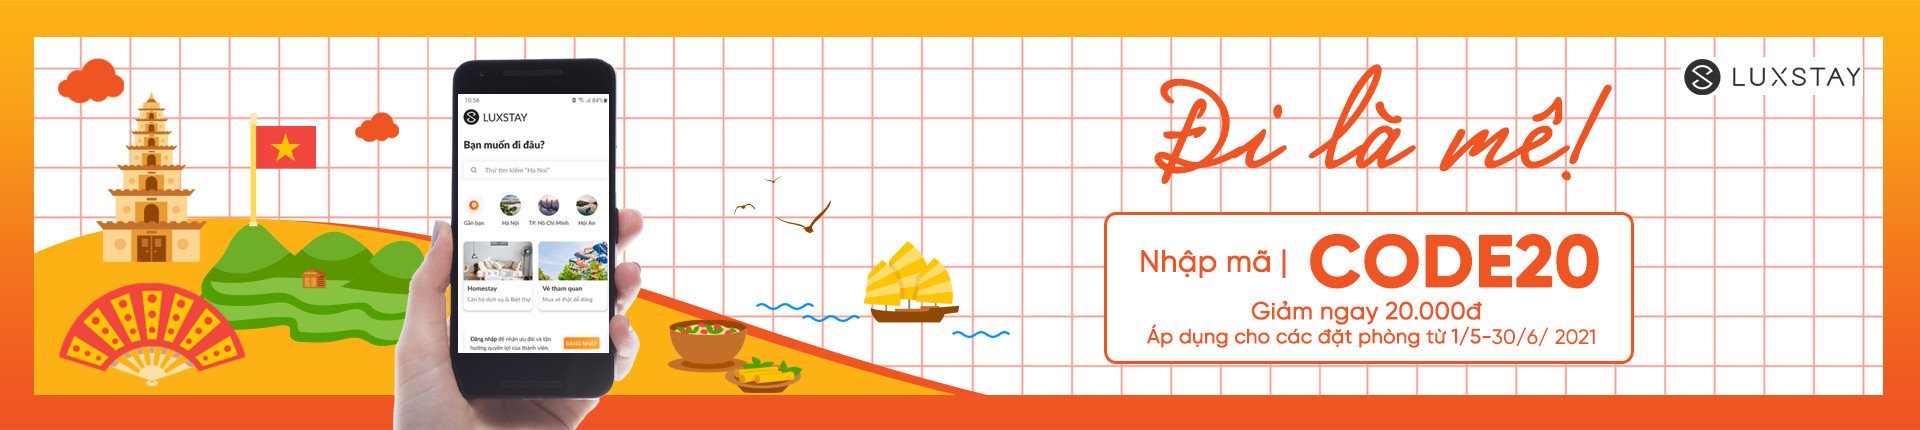 10:56
84%
LUXSTAY
Bạn muốn đi đâu?
Thử tìm kiếm "Ha Noi"
Gần bạn
Hà Nội
TP. Hồ Chí Minh
Hội An
Homestay
Căn hộ dịch vụ & Biệt thự
Vé tham quan
Mua vé thật dễ dàng
Đăng nhập để nhận ưu đãi và tận
hưởng quyền lợi của thành viên.
ĐĂNG NHẬP
Đi là mê!
LUXSTAY
Nhập mã | CODE20
Giảm ngay 20.000đ
Áp dụng cho các đặt phòng từ 1/5-30/6/ 2021